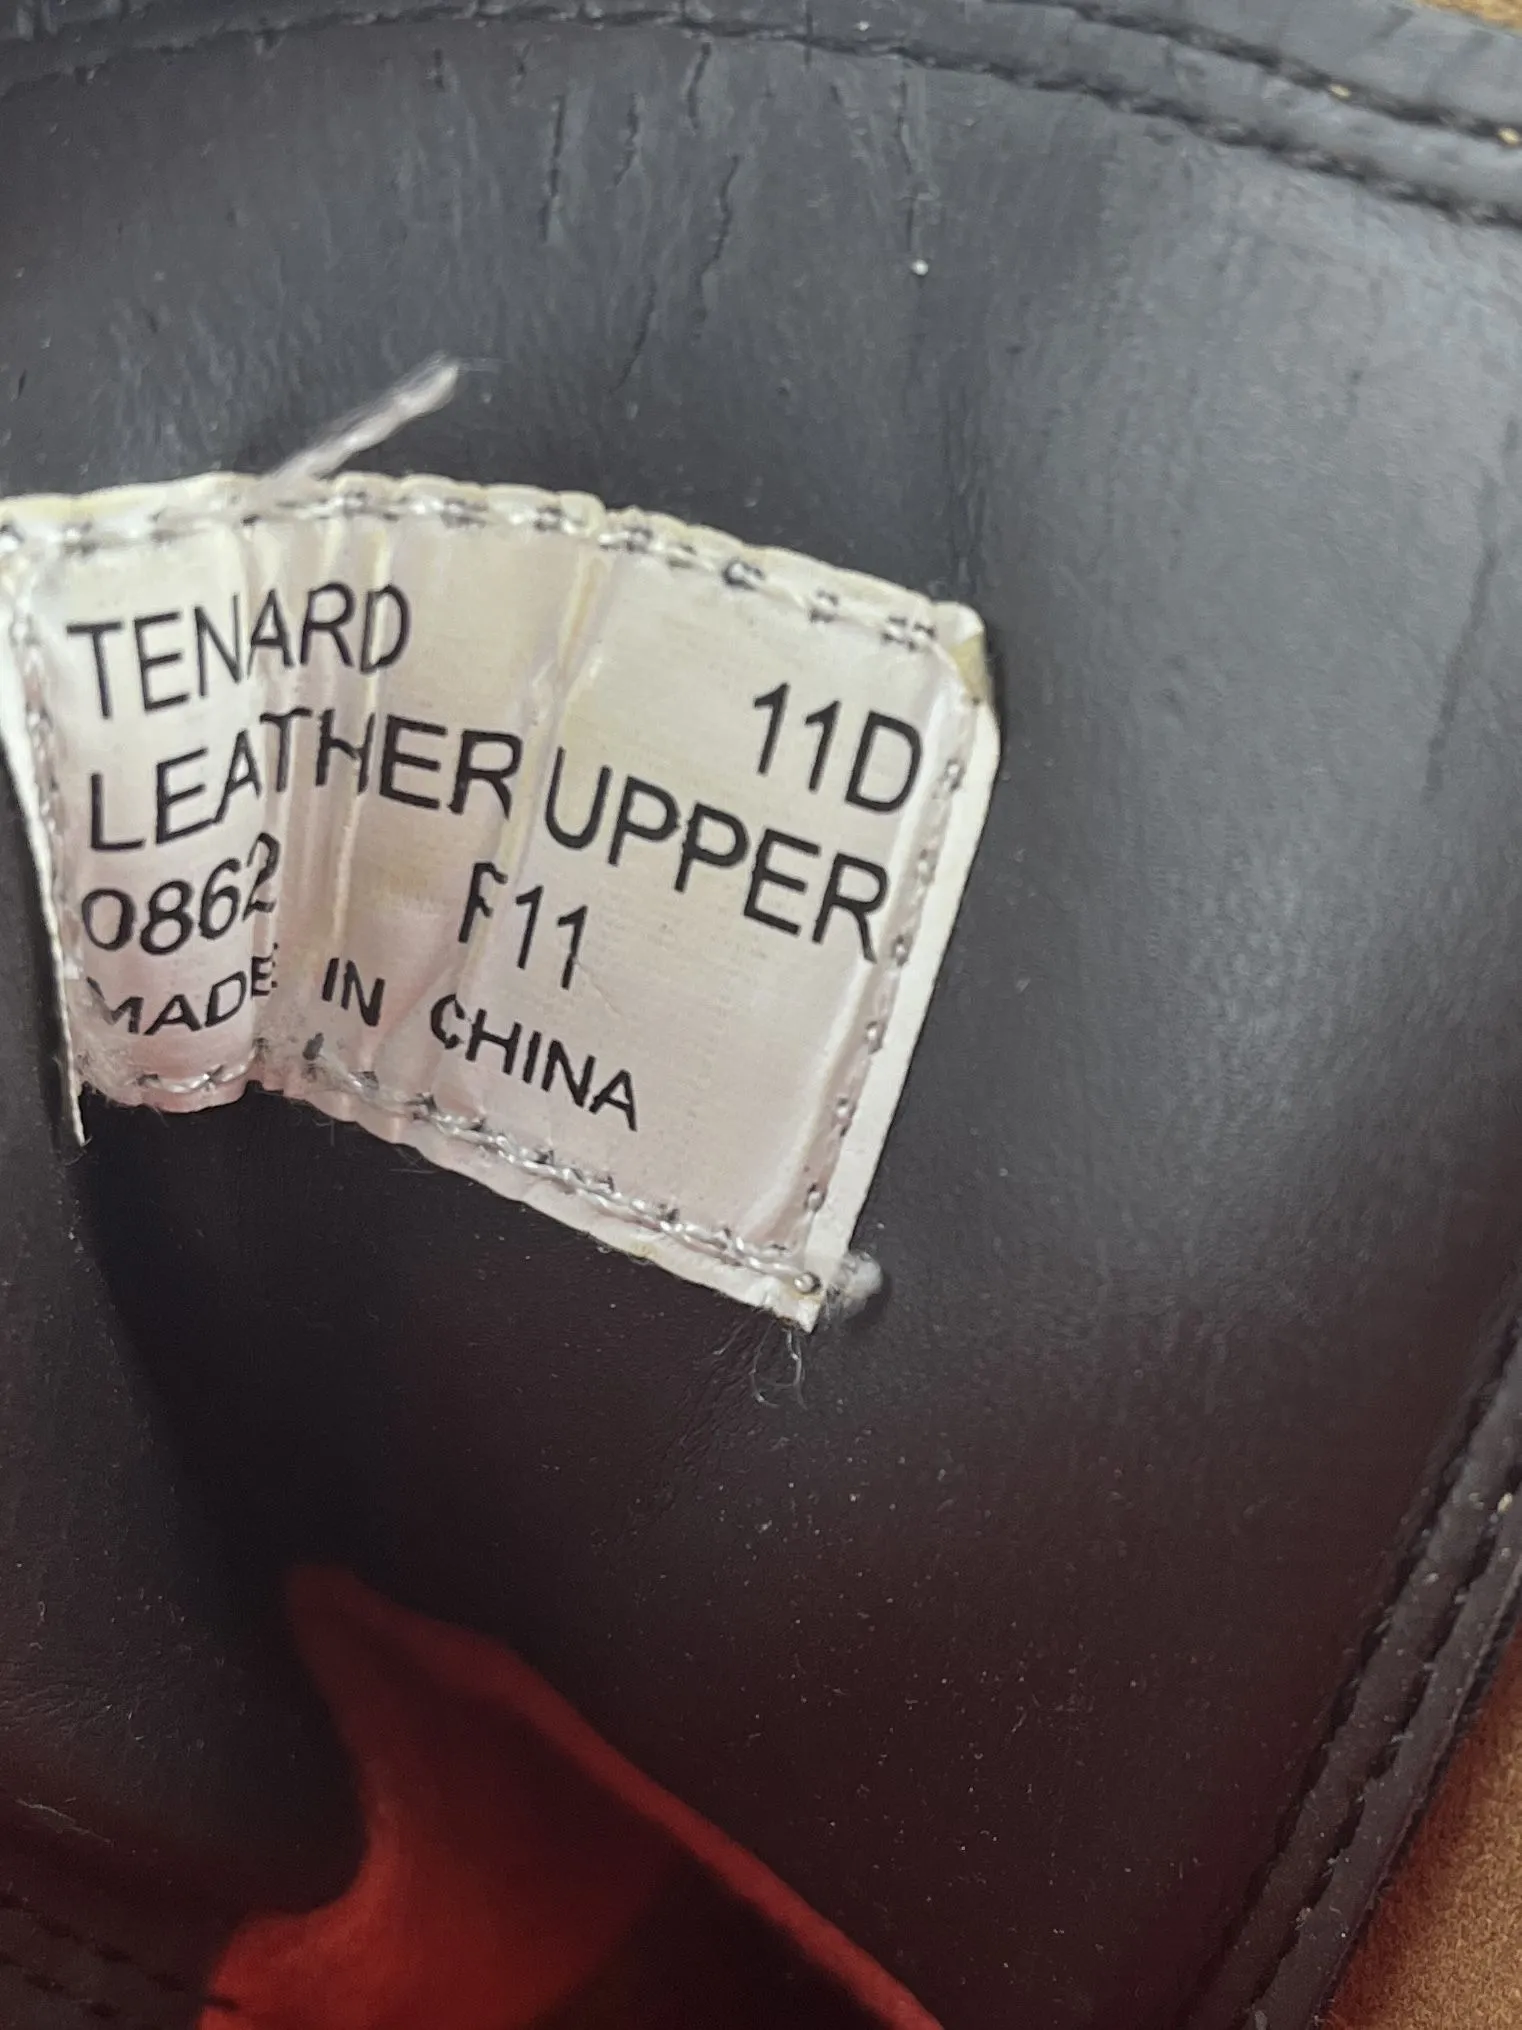 TENARD
11D
LEATHER UPPER
0862 F11
MADE IN CHINA